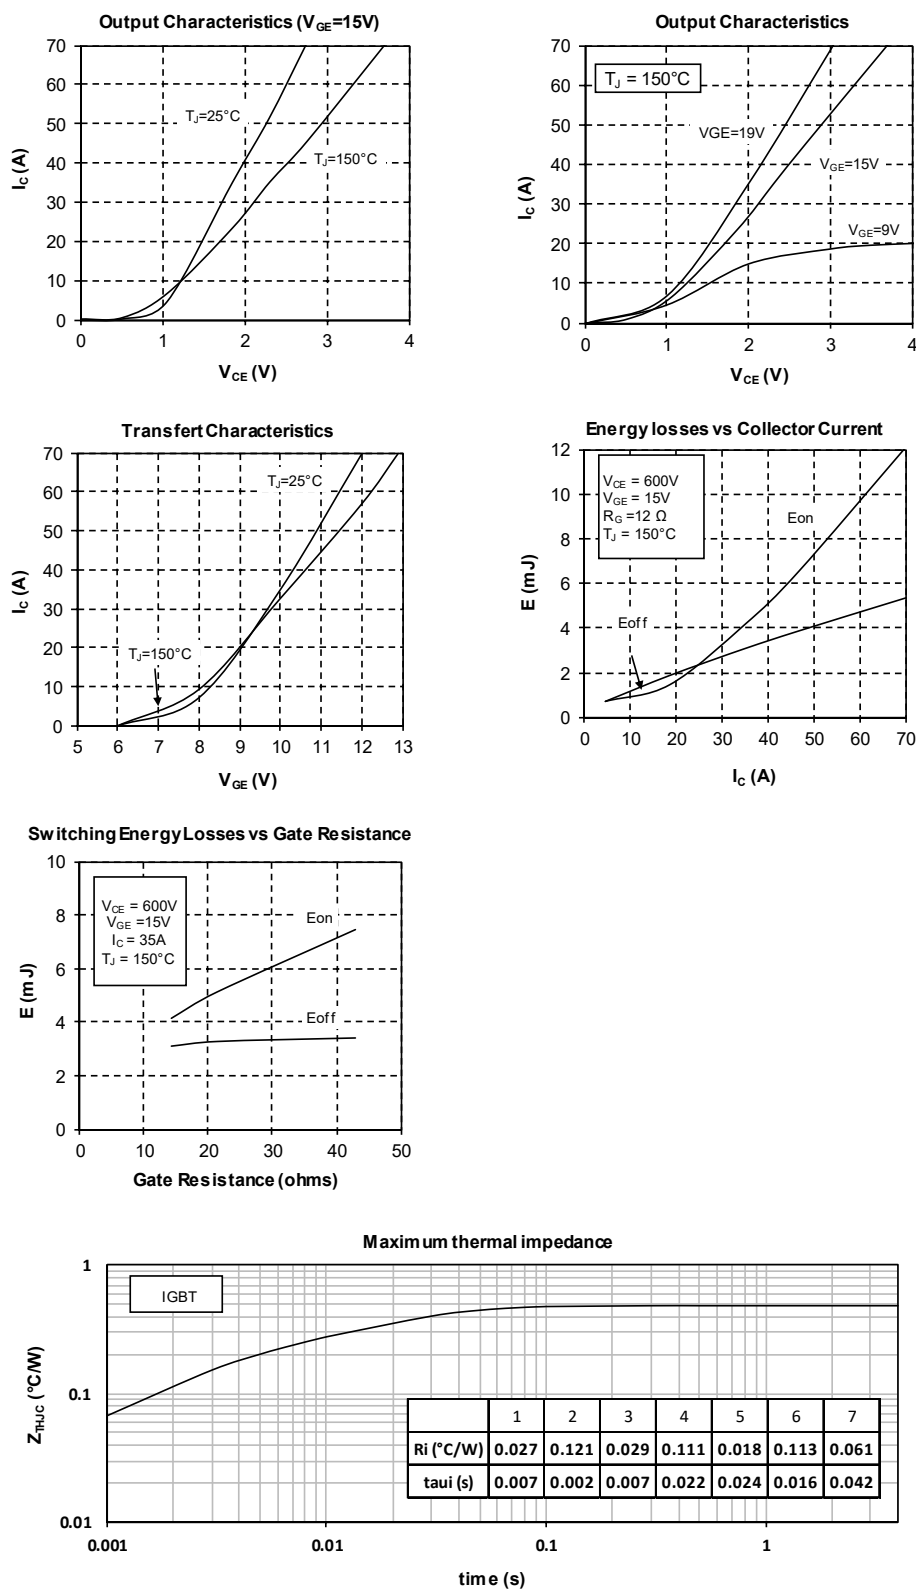 Output Characteristics (VGE=15V)
70
60
50
40
30
20
10
0
IC (A)
TJ=25°C
TJ=150°C
0 1 2 3 4
VCE (V)
Output Characteristics
70
60
50
40
30
20
10
0
IC (A)
TJ = 150°C
VGE=19V
VGE=15V
VGE=9V
0 1 2 3 4
VCE (V)
Transfert Characteristics
70
60
50
40
30
20
10
0
IC (A)
TJ=25°C
TJ=150°C
5 6 7 8 9 10 11 12 13
VGE (V)
Energy losses vs Collector Current
12
10
8
6
4
2
0
E (mJ)
VCE = 600V
VGE = 15V
RG =12 Ω
TJ = 150°C
Eon
Eoff
0 10 20 30 40 50 60 70
IC (A)
Switching Energy Losses vs Gate Resistance
10
8
6
4
2
0
E (mJ)
VCE = 600V
VGE =15V
IC = 35A
TJ = 150°C
Eon
Eoff
0 10 20 30 40 50
Gate Resistance (ohms)
Maximum thermal impedance
1
0.1
0.01
ZTHJC (°C/W)
IGBT
1 2 3 4 5 6 7
Ri (°C/W) 0.027 0.121 0.029 0.111 0.018 0.113 0.061
taui (s) 0.007 0.002 0.007 0.022 0.024 0.016 0.042
0.001 0.01 0.1 1
time (s)